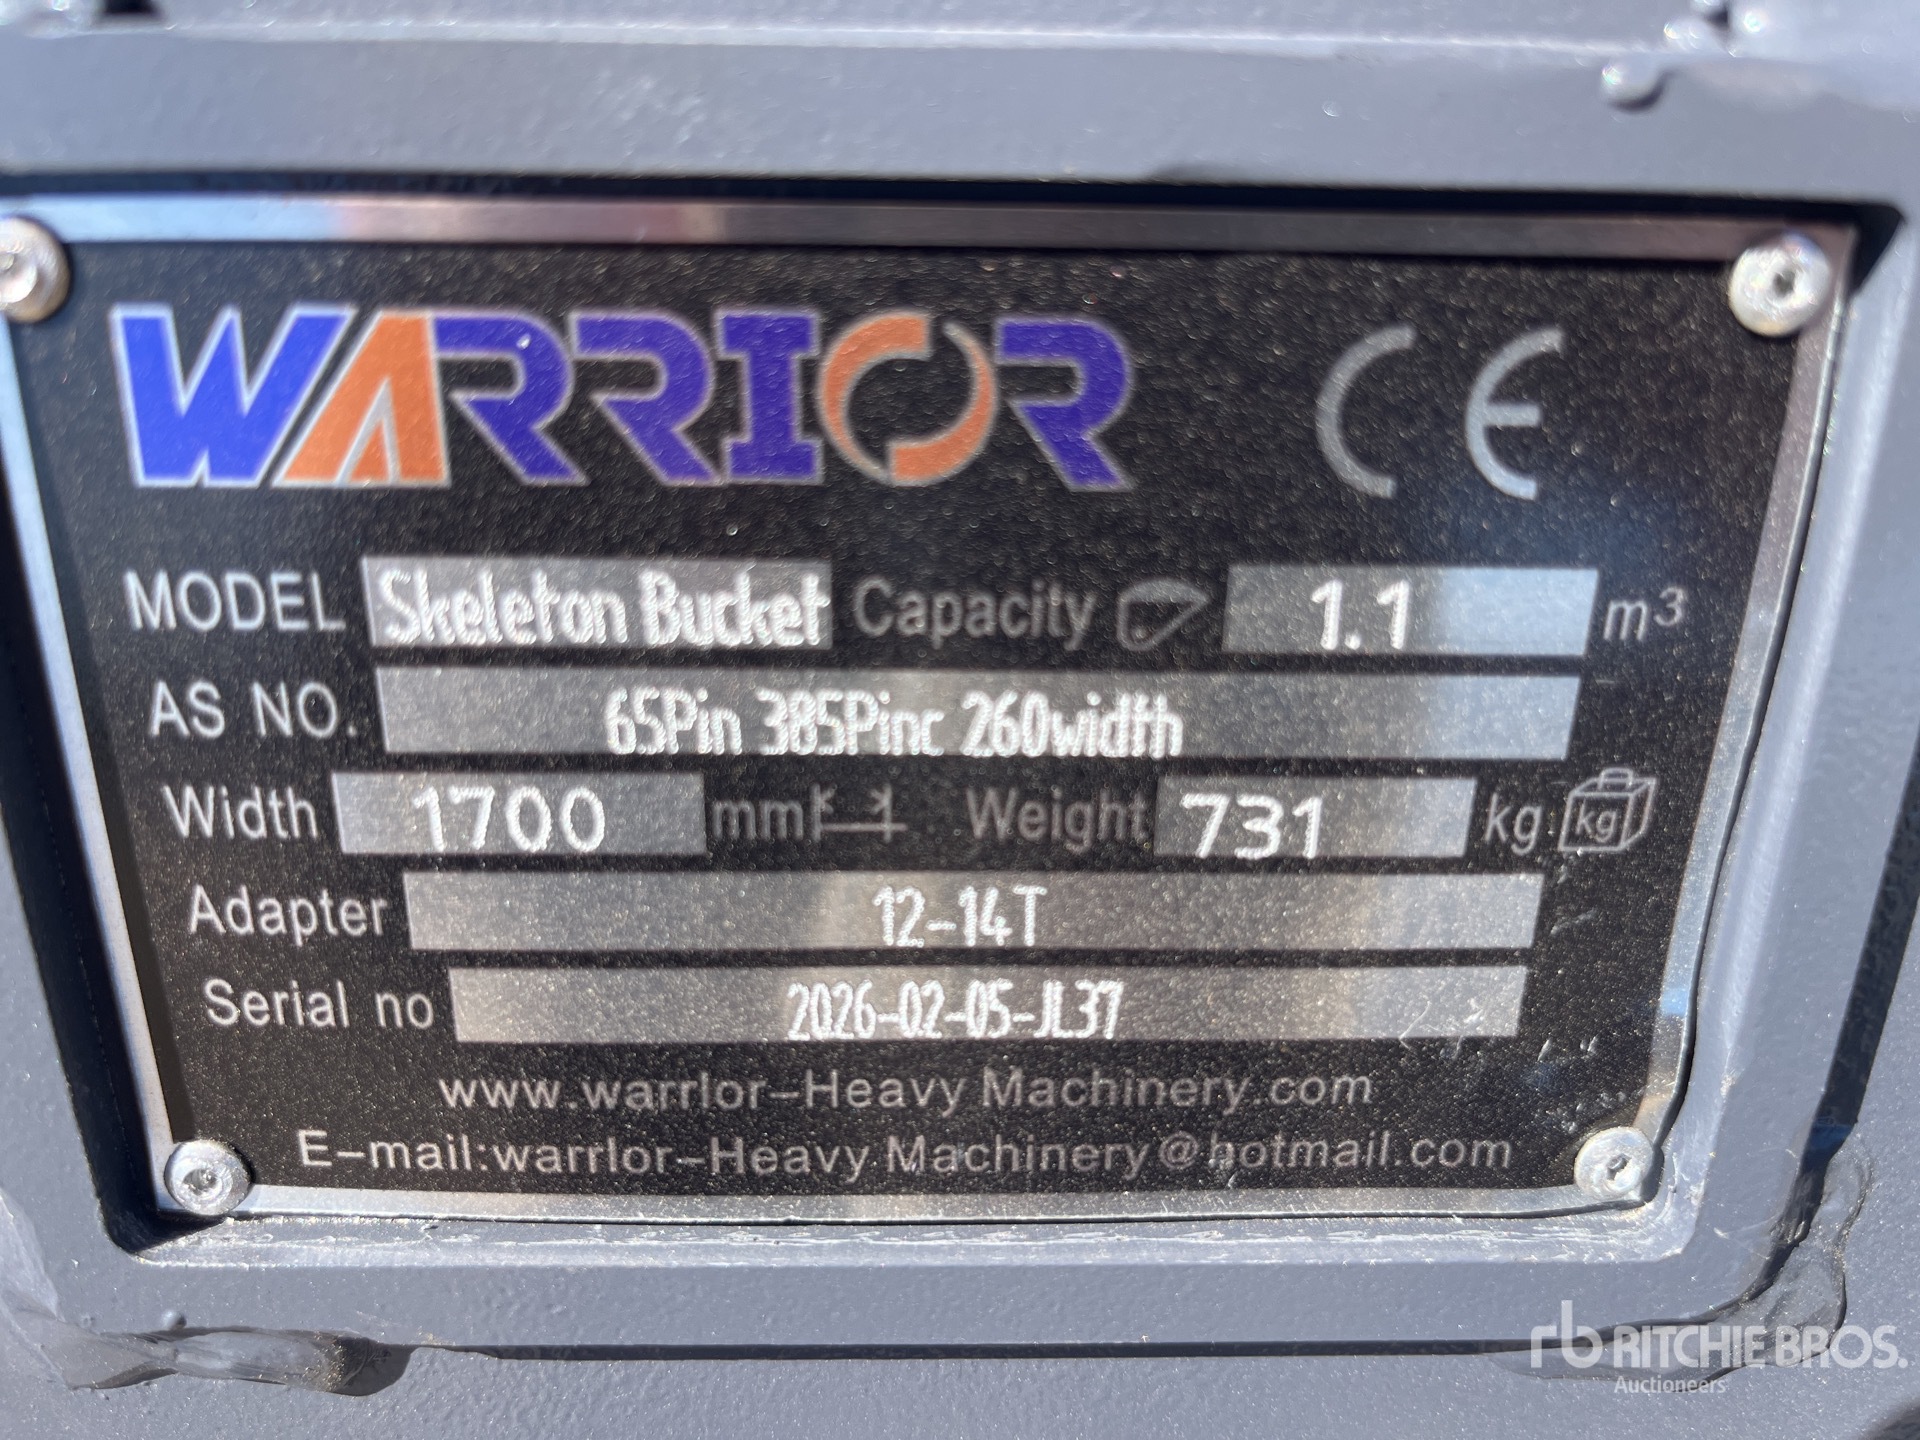 WARRIOR CE
MODEL Skeleton Bucket Capacity 1.1 m³
AS NO. 65Pin 385Pinc 260width
Width 1700 mm Weight 731 kg kg
Adapter 12-14T
Serial no 2026-02-05-JL37
www.warrlor-Heavy Machinery.com
E-mail:warrlor-Heavy Machinery@hotmail.com
rb RITCHIE BROS.
Auctioneers